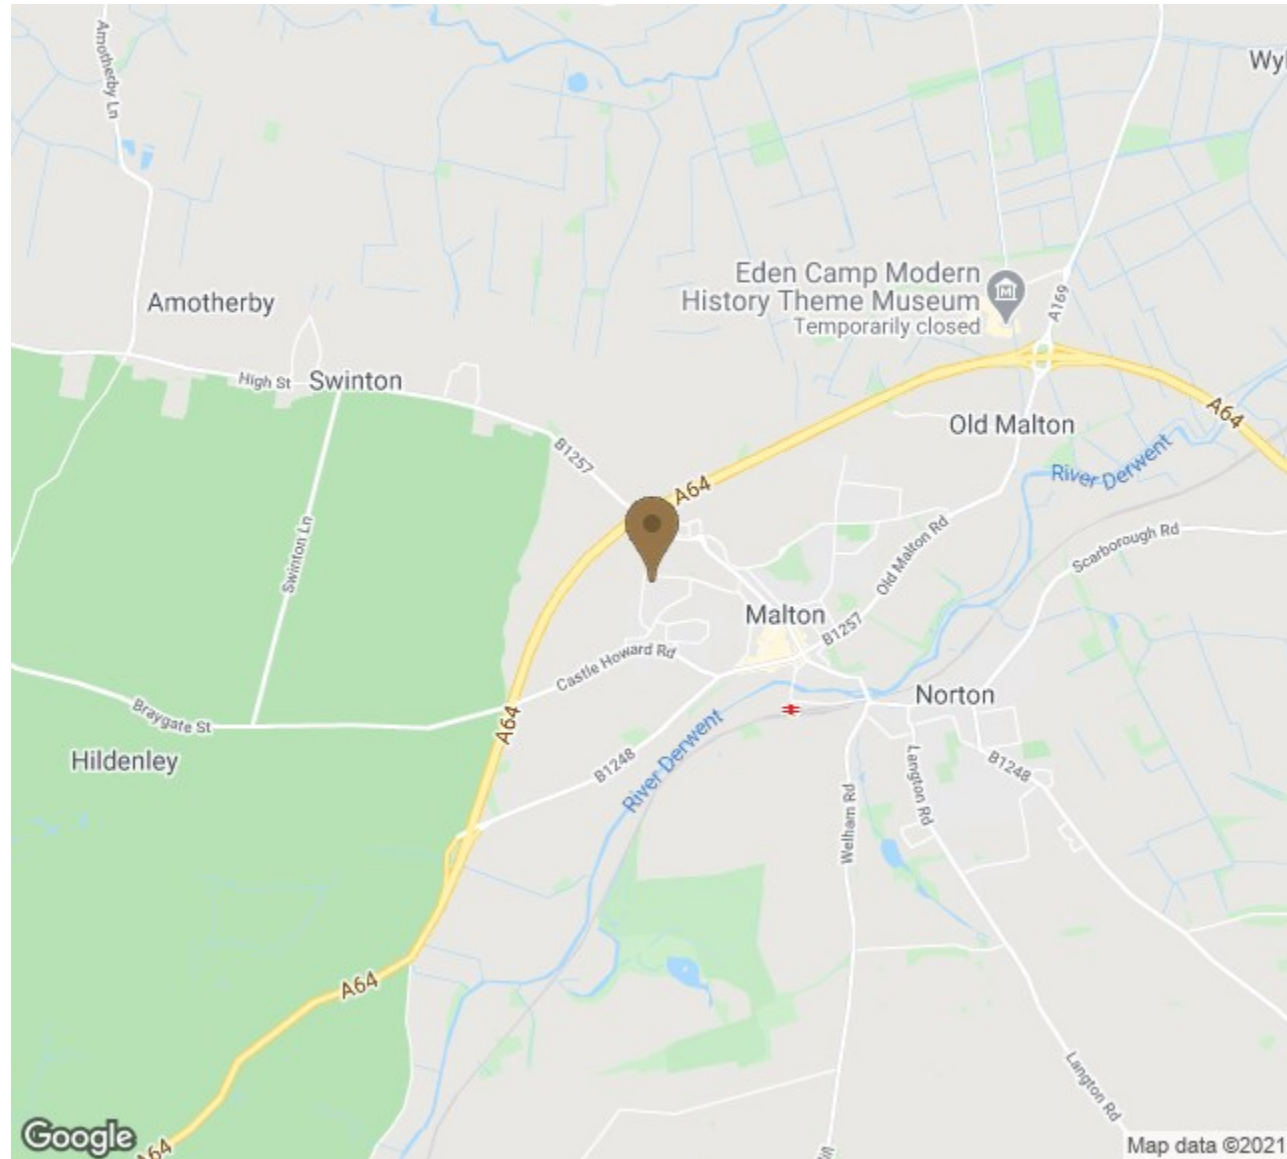 Amotherby Ln
Eden Camp Modern
History Theme Museum
Temporarily closed
A169
Amotherby
High St
Swinton
A64
Old Malton
B1257
River Derwent
A64
Scarborough Rd
Old Malton Rd
Swinton Ln
Malton
B1257
Castle Howard Rd
Norton
Braygate St
A64
Hildenley
River Derwent
B1248
Langton Rd
B1248
Welham Rd
A64
Langton Rd
Google
A64
Map data ©2021